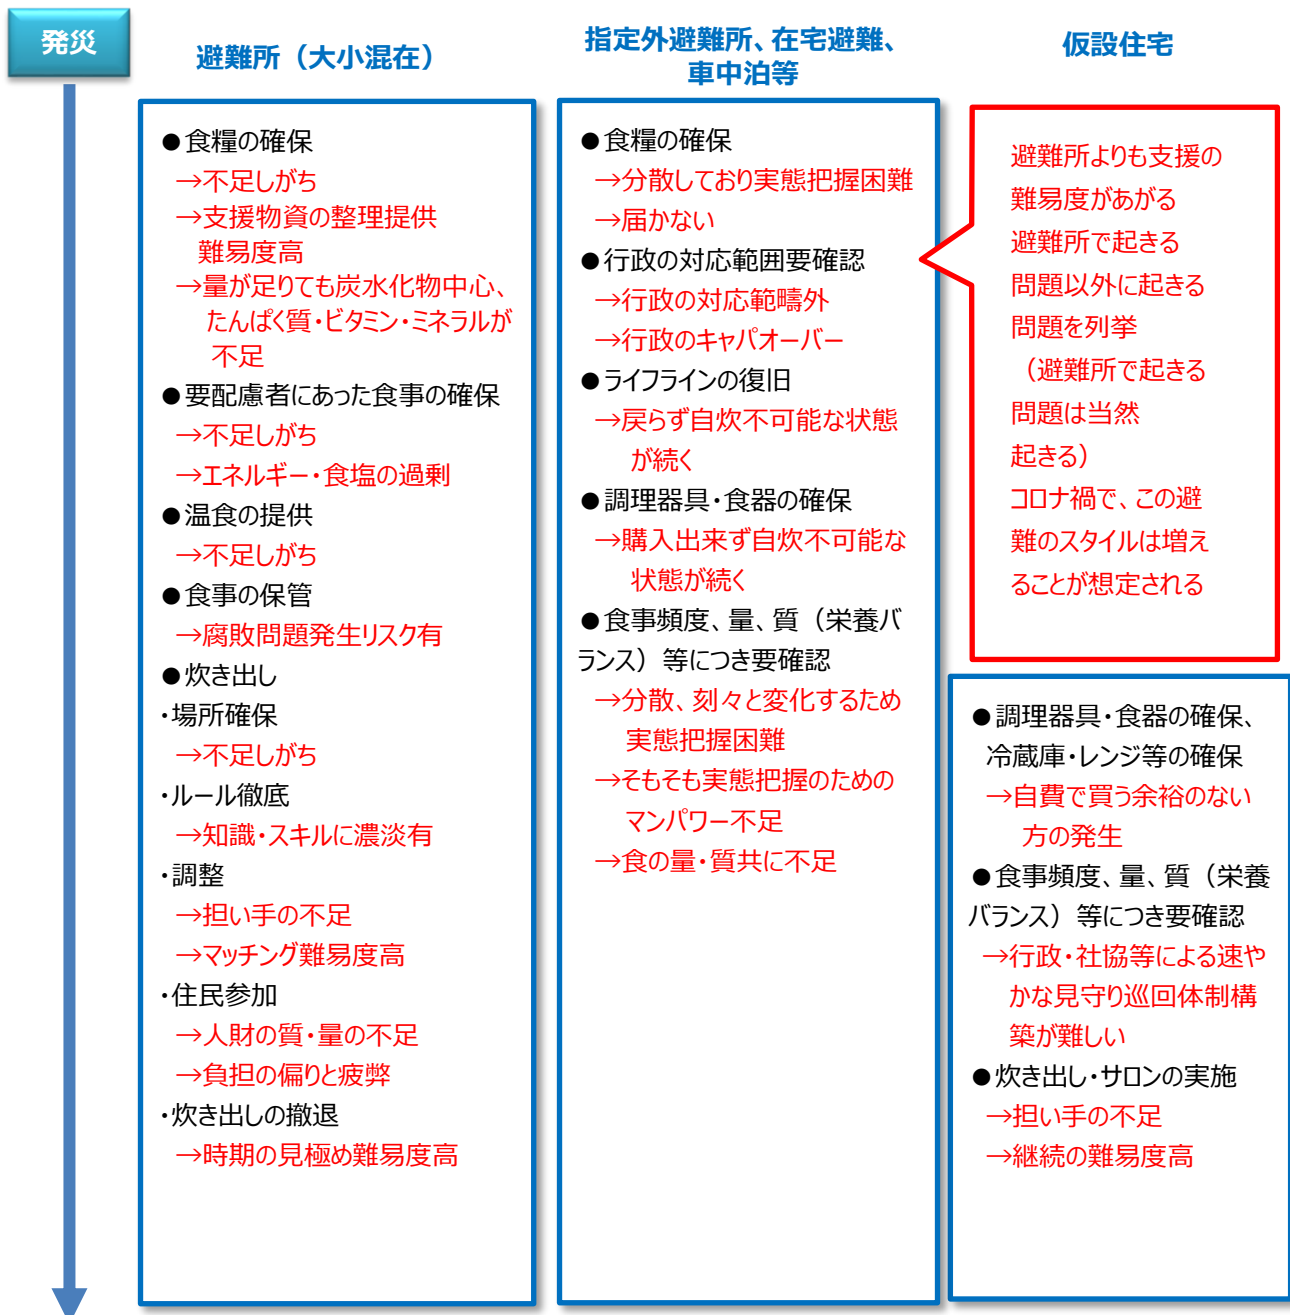 発災
避難所（大小混在）
●食糧の確保
→不足しがち
→支援物資の整理提供
難易度高
→量が足りても炭水化物中心、
たんぱく質・ビタミン・ミネラルが
不足
●要配慮者にあった食事の確保
→不足しがち
→エネルギー・食塩の過剰
●温食の提供
→不足しがち
●食事の保管
→腐敗問題発生リスク有
●炊き出し
・場所確保
→不足しがち
・ルール徹底
→知識・スキルに濃淡有
・調整
→担い手の不足
→マッチング難易度高
・住民参加
→人財の質・量の不足
→負担の偏りと疲弊
・炊き出しの撤退
→時期の見極め難易度高
指定外避難所、在宅避難、
車中泊等
●食糧の確保
→分散しており実態把握困難
→届かない
●行政の対応範囲要確認
→行政の対応範疇外
→行政のキャパオーバー
●ライフラインの復旧
→戻らず自炊不可能な状態
が続く
●調理器具・食器の確保
→購入出来ず自炊不可能な
状態が続く
●食事頻度、量、質（栄養バ
ランス）等につき要確認
→分散、刻々と変化するため
実態把握困難
→そもそも実態把握のための
マンパワー不足
→食の量・質共に不足
仮設住宅
避難所よりも支援の
難易度があがる
避難所で起きる
問題以外に起きる
問題を列挙
（避難所で起きる
問題は当然
起きる）
コロナ禍で、この避
難のスタイルは増え
ることが想定される
●調理器具・食器の確保、
冷蔵庫・レンジ等の確保
→自費で買う余裕のない
方の発生
●食事頻度、量、質（栄養
バランス）等につき要確認
→行政・社協等による速や
かな見守り巡回体制構
築が難しい
●炊き出し・サロンの実施
→担い手の不足
→継続の難易度高